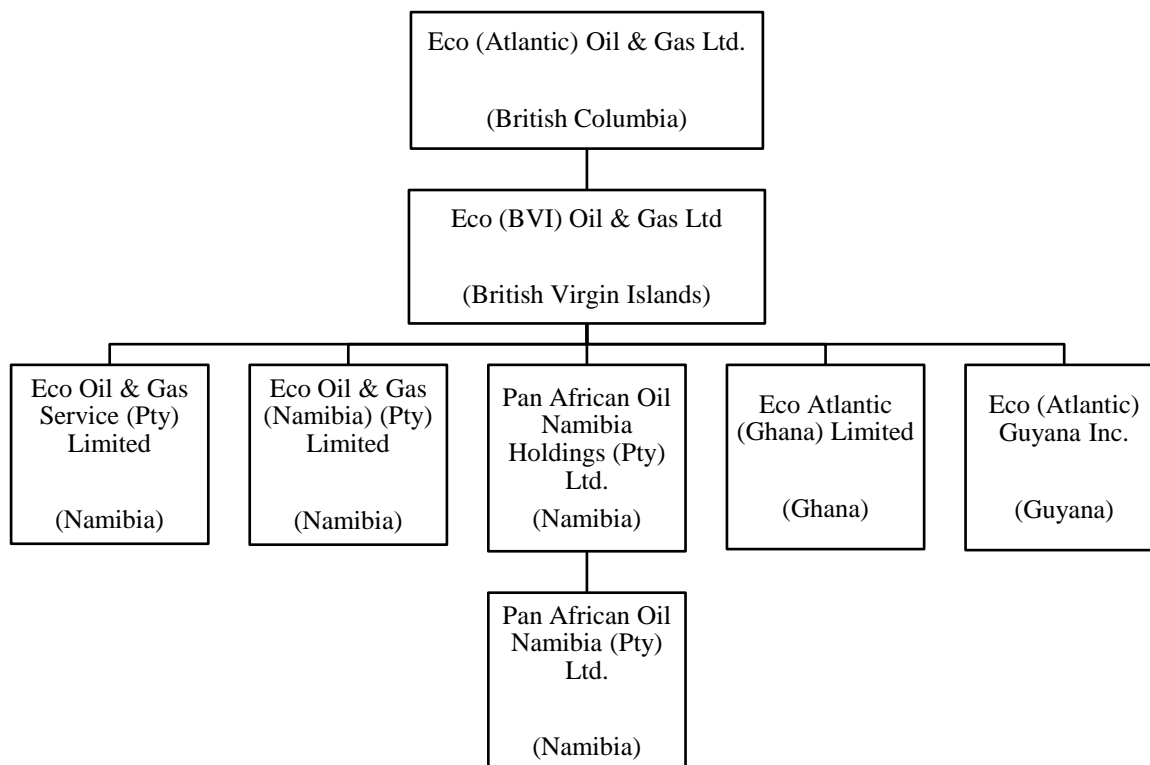 Eco (Atlantic) Oil & Gas Ltd.
(British Columbia)
Eco (BVI) Oil & Gas Ltd
(British Virgin Islands)
Eco Oil & Gas
Service (Pty)
Limited
(Namibia)
Eco Oil & Gas
(Namibia) (Pty)
Limited
(Namibia)
Pan African Oil
Namibia
Holdings (Pty)
Ltd.
(Namibia)
Eco Atlantic
(Ghana) Limited
(Ghana)
Eco (Atlantic)
Guyana Inc.
(Guyana)
Pan African Oil
Namibia (Pty)
Ltd.
(Namibia)